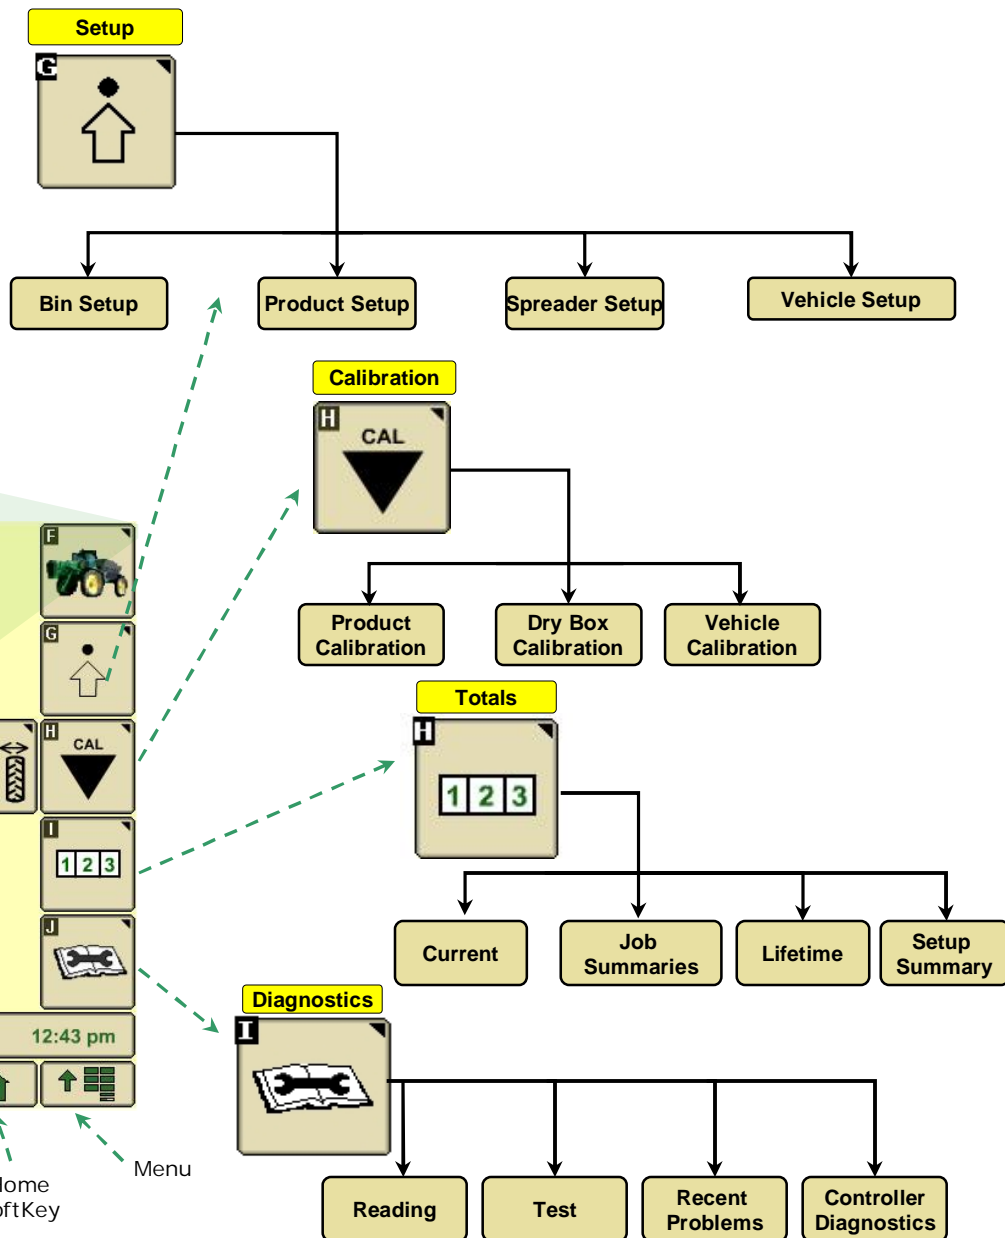 Setup
G
Bin Setup
Product Setup
Spreader Setup
Vehicle Setup
Calibration
H
CAL
Product
Calibration
Dry Box
Calibration
Vehicle
Calibration
F
G
H
CAL
I
1 2 3
J
12:43 pm
Totals
H
1 2 3
Current
Job
Summaries
Lifetime
Setup
Summary
Diagnostics
I
Reading
Test
Recent
Problems
Controller
Diagnostics
Menu